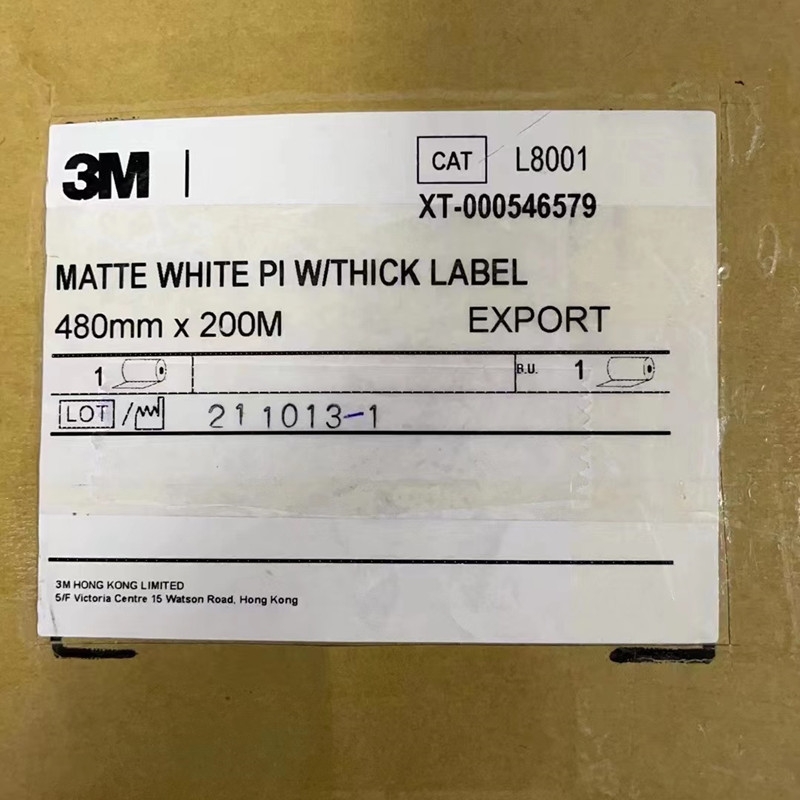 3M
CAT L8001
XT-000546579
MATTE WHITE PI W/THICK LABEL
480mm x 200M EXPORT
1 B.U. 1
LOT / 211013-1
3M HONG KONG LIMITED
5/F Victoria Centre 15 Watson Road, Hong Kong